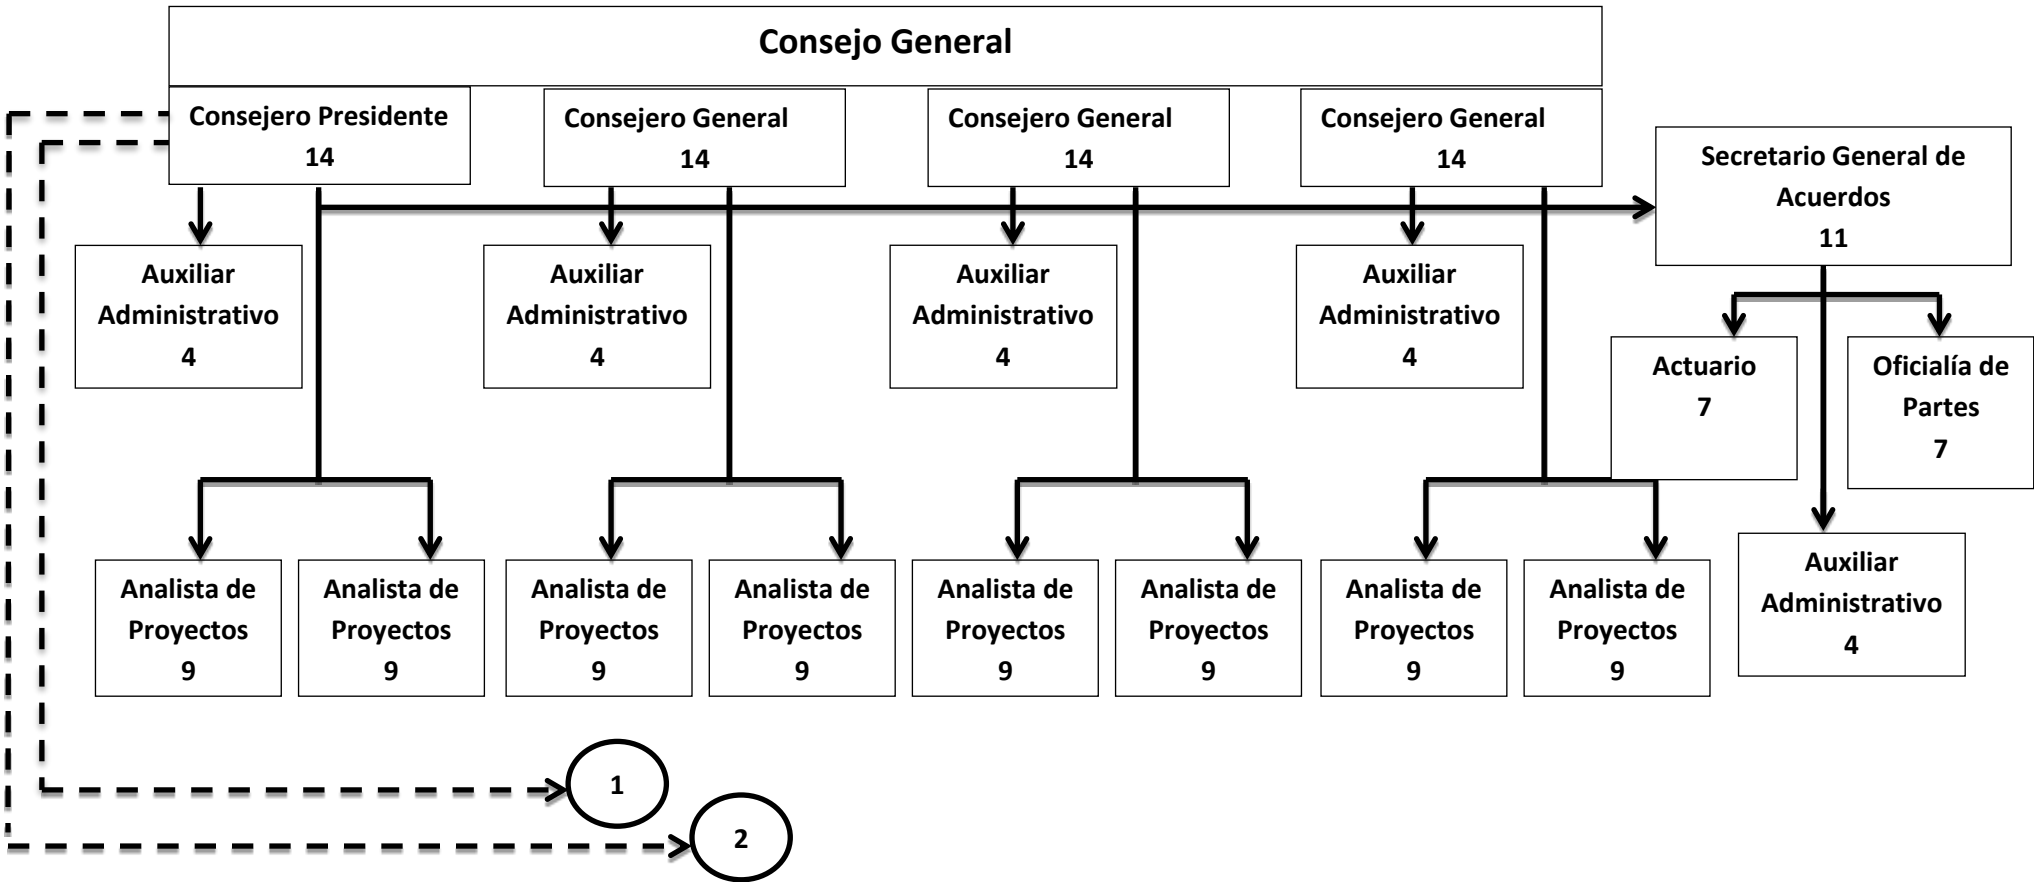 Consejo General
Consejero Presidente
14
Consejero General
14
Consejero General
14
Consejero General
14
Secretario General de
Acuerdos
11
Auxiliar
Administrativo
4
Auxiliar
Administrativo
4
Auxiliar
Administrativo
4
Auxiliar
Administrativo
4
Actuario
7
Oficialía de
Partes
7
Analista de
Proyectos
9
Analista de
Proyectos
9
Analista de
Proyectos
9
Analista de
Proyectos
9
Analista de
Proyectos
9
Analista de
Proyectos
9
Analista de
Proyectos
9
Analista de
Proyectos
9
Auxiliar
Administrativo
4
1
2